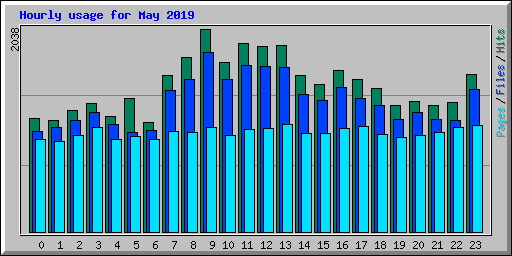 Hourly usage for May 2019
2038
Pages/Files/Hits
0 1 2 3 4 5 6 7 8 9 10 11 12 13 14 15 16 17 18 19 20 21 22 23